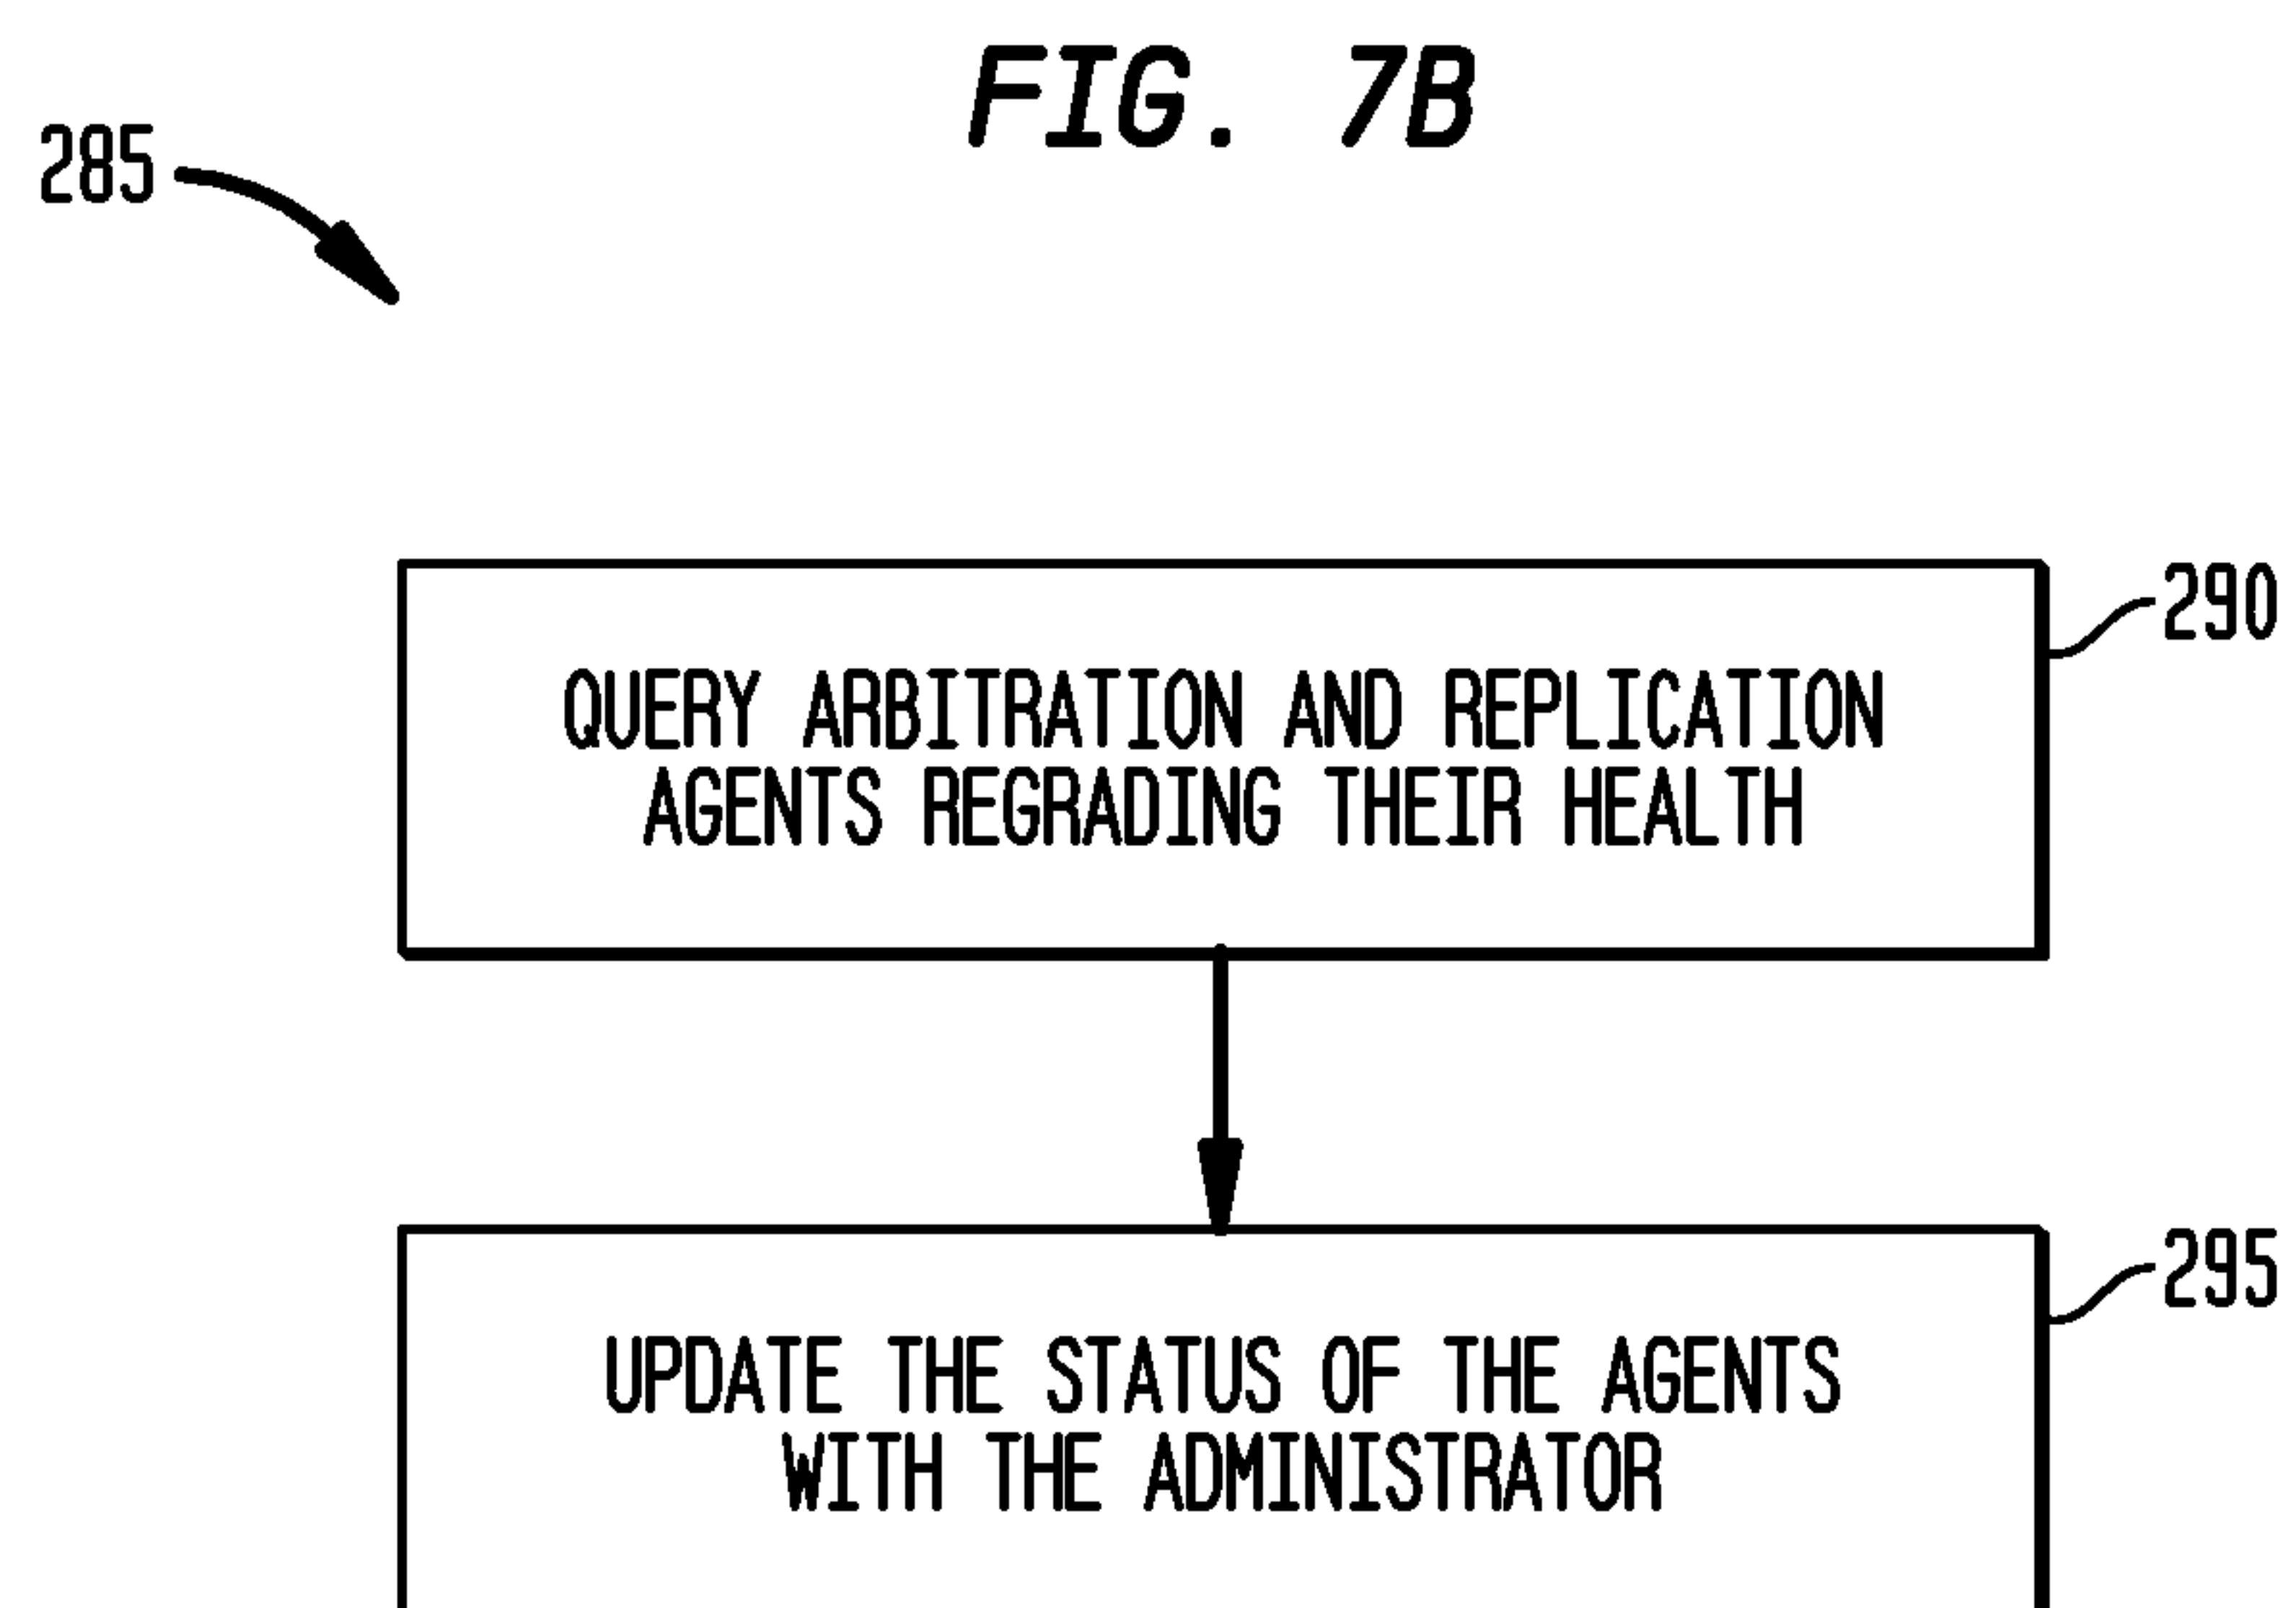 FIG. 7B
285
290
QUERY ARBITRATION AND REPLICATION
AGENTS REGRADING THEIR HEALTH
295
UPDATE THE STATUS OF THE AGENTS
WITH THE ADMINISTRATOR